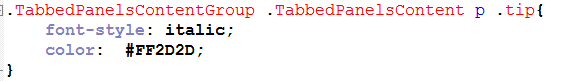 .TabbedPanelsContentGroup .TabbedPanelsContent p .tip{
    font-style: italic;
    color:  #FF2D2D;
}